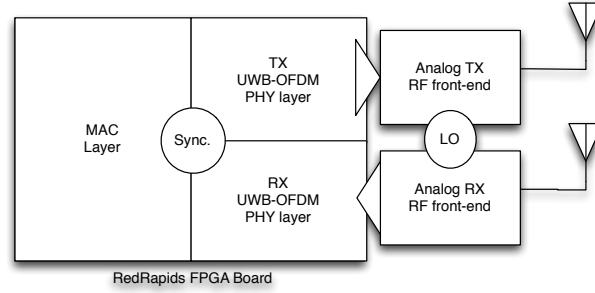 MAC
Layer
Sync.
TX
UWB-OFDM
PHY layer
RX
UWB-OFDM
PHY layer
Analog TX
RF front-end
LO
Analog RX
RF front-end
RedRapids FPGA Board